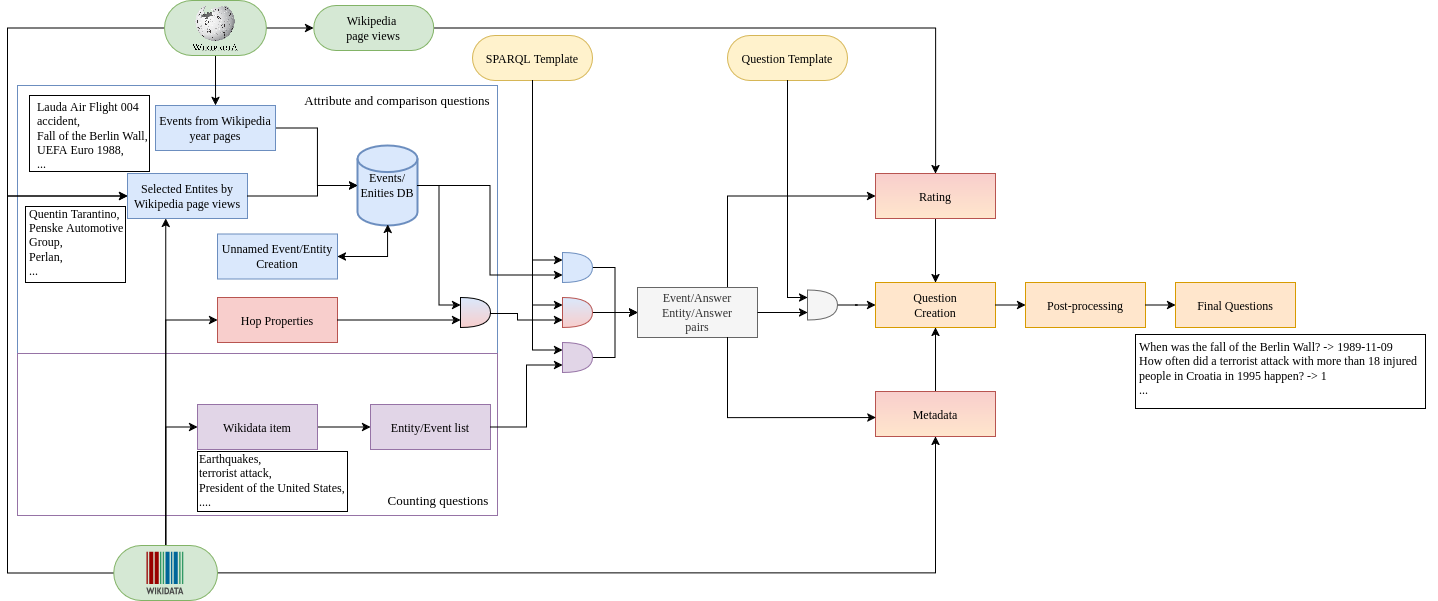 WIKIPEDIA
Wikipedia
page views
SPARQL Template
Question Template
Attribute and comparison questions
Lauda Air Flight 004
accident,
Fall of the Berlin Wall,
UEFA Euro 1988,
...
Events from Wikipedia
year pages
Selected Entites by
Wikipedia page views
Events/
Enities DB
Rating
Quentin Tarantino,
Penske Automotive
Group,
Perlan,
...
Unnamed Event/Entity
Creation
Hop Properties
Event/Answer
Entity/Answer
pairs
Question
Creation
Post-processing
Final Questions
When was the fall of the Berlin Wall? -> 1989-11-09
How often did a terrorist attack with more than 18 injured
people in Croatia in 1995 happen? -> 1
...
Metadata
Wikidata item
Entity/Event list
Earthquakes,
terrorist attack,
President of the United States,
....
Counting questions
WIKIDATA